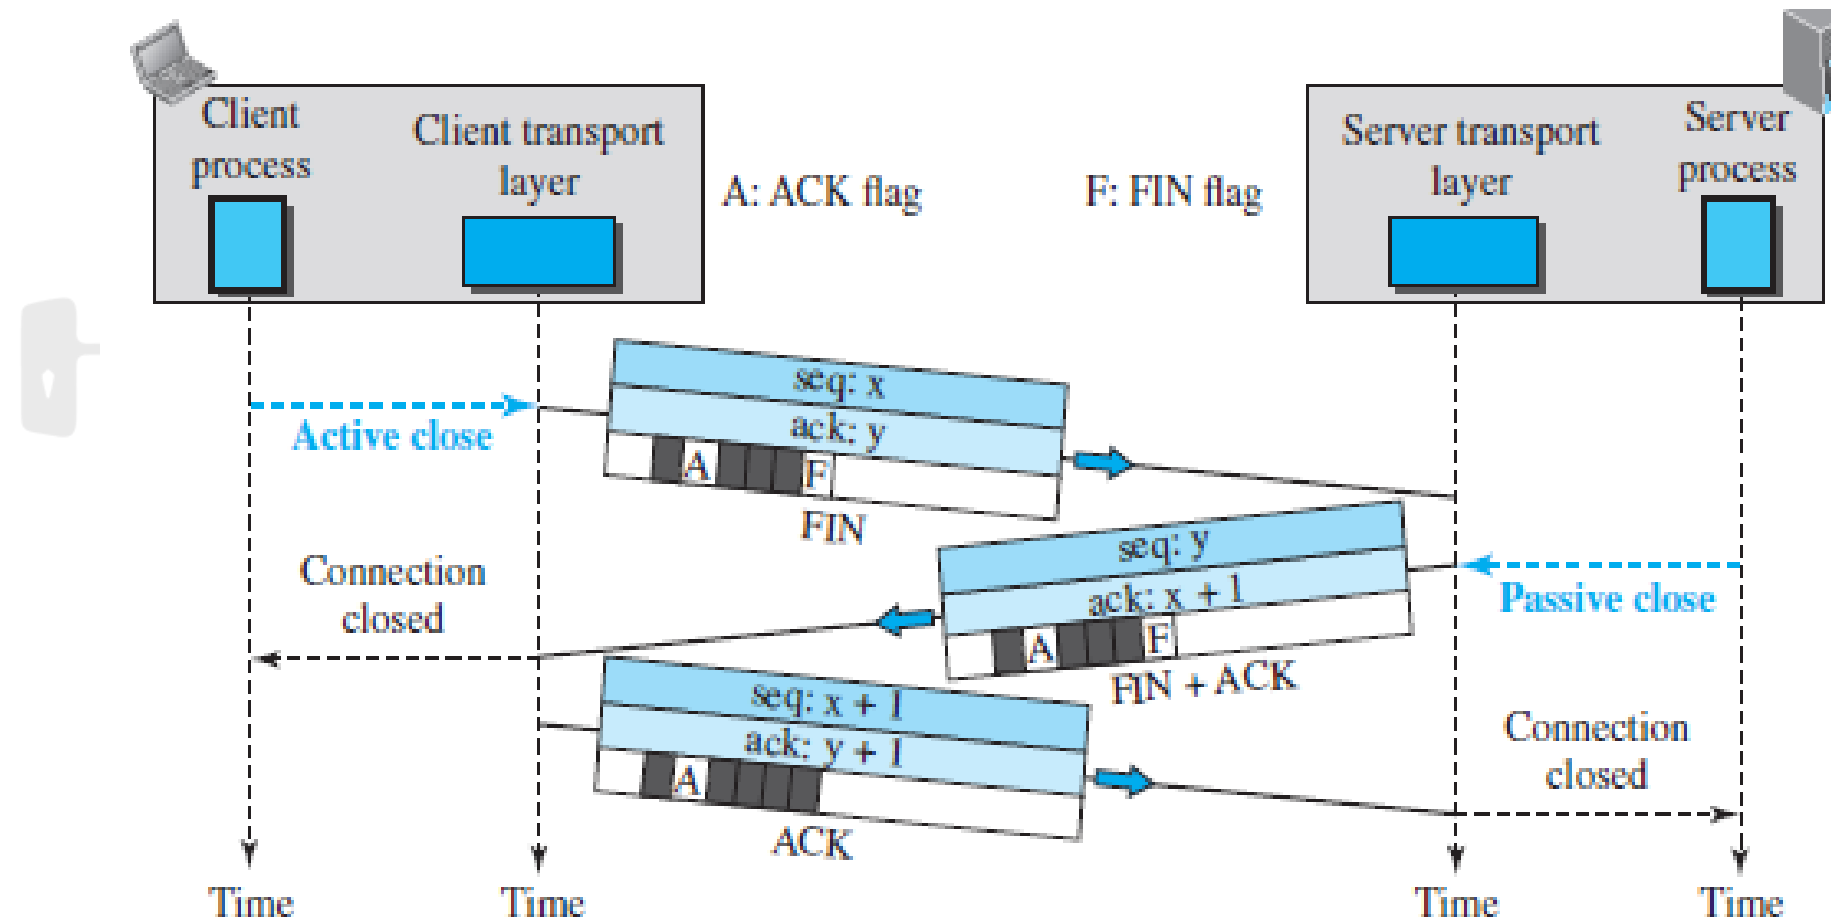 Client
process
Client transport
layer
A: ACK flag
F: FIN flag
Server transport
layer
Server
process
seq: x
ack: y
A
F
FIN
Active close
seq: y
ack: x + 1
A
F
FIN + ACK
Passive close
Connection
closed
seq: x + 1
ack: y + 1
A
ACK
Connection
closed
Time
Time
Time
Time